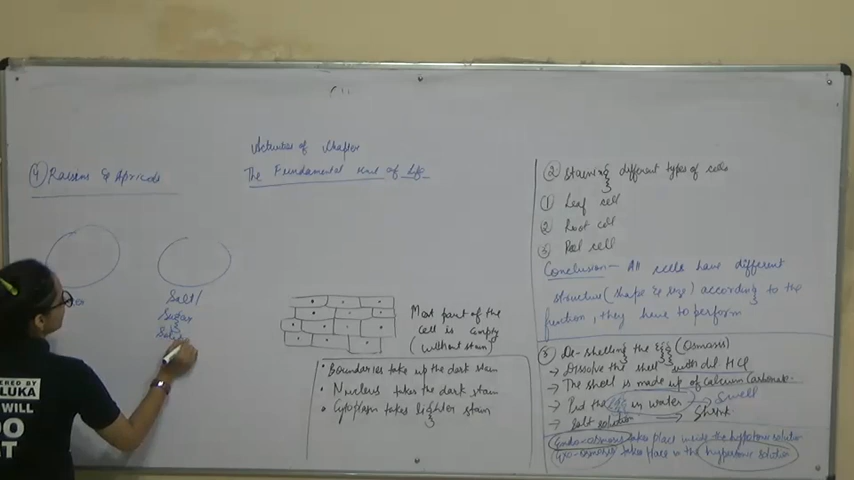 Activities of Chapter
The Fundamental unit of life
④ Raisins & Apricots
Salt/
Sugar
Most part of the
cell is empty
(without stain)
• Boundaries take up the dark stain
• Nucleus takes the dark stain
• Cytoplasm takes lighter stain
② Staining different types of cells
① Leaf cell
② Root cell
③ Peel cell
Conclusion - All cells have different
structure (shape & size) according to the
function, they have to perform
③ De-shelling the egg (Osmosis)
→ Dissolve the shell with dil. HCl
→ The shell is made up of Calcium Carbonate.
→ Put the egg in water → Swell
→ Salt solution → Shrink
Endo-osmosis takes place inside the hypotonic solution
takes place in the hypertonic solution
ERED BY
LUKA
WILL